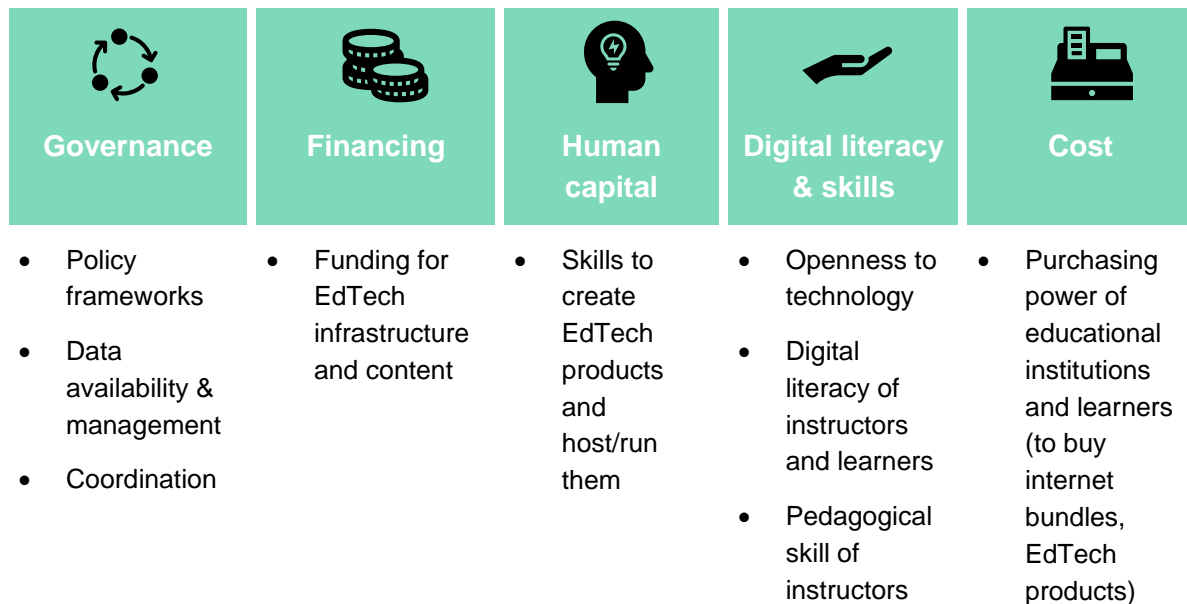 Governance
Policy
frameworks
Data
availability &
management
Coordination
Financing
Funding for
EdTech
infrastructure
and content
Human
capital
Skills to
create
EdTech
products
and
host/run
them
Digital literacy
& skills
Openness to
technology
Digital
literacy of
instructors
and learners
Pedagogical
skill of
instructors
Cost
Purchasing
power of
educational
institutions
and learners
(to buy
internet
bundles,
EdTech
products)